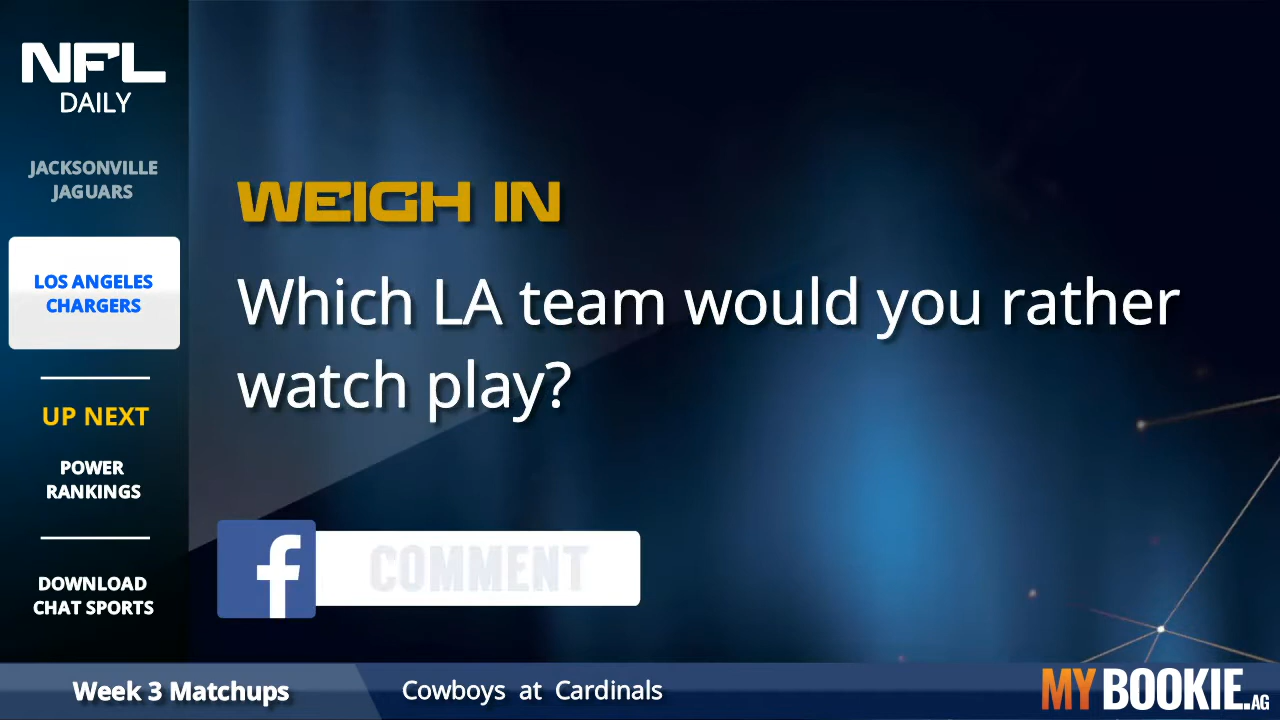 NFL
DAILY
JACKSONVILLE
JAGUARS
LOS ANGELES
CHARGERS
UP NEXT
POWER
RANKINGS
DOWNLOAD
CHAT SPORTS
WEIGH IN
Which LA team would you rather
watch play?
f COMMENT
Week 3 Matchups
Cowboys at Cardinals
MYBOOKIE.AG